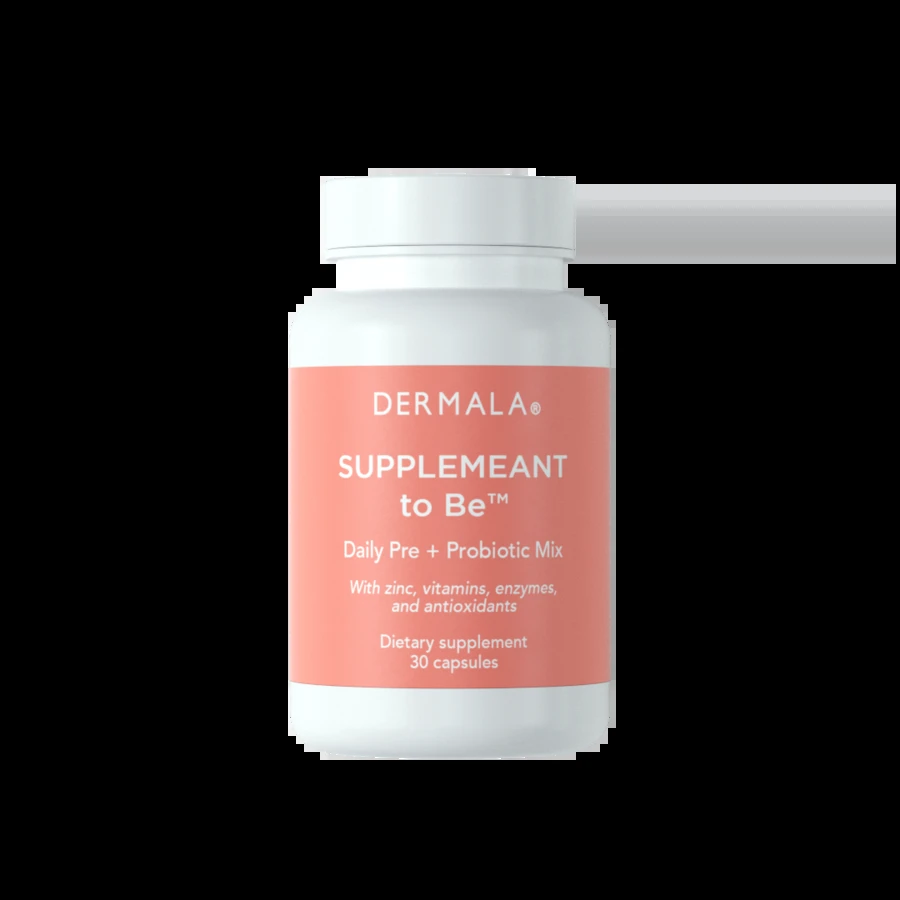 DERMALA®
SUPPLEMEANT
to Be™
Daily Pre + Probiotic Mix
With zinc, vitamins, enzymes,
and antioxidants
Dietary supplement
30 capsules